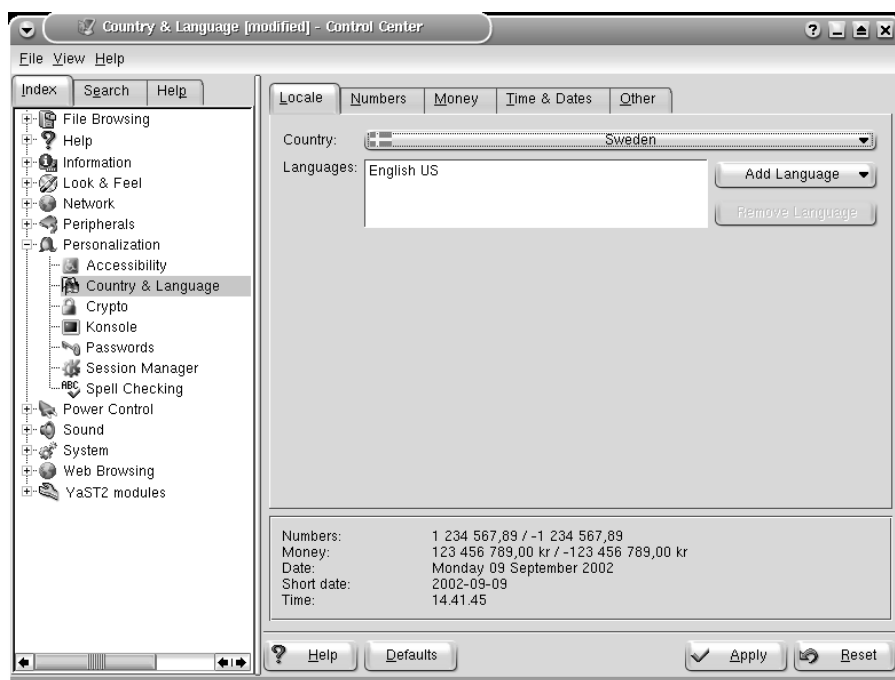 Country & Language [modified] - Control Center
File View Help
Index Search Help
File Browsing
Help
Information
Look & Feel
Network
Peripherals
Personalization
Accessibility
Country & Language
Crypto
Konsole
Passwords
Session Manager
ABC Spell Checking
Power Control
Sound
System
Web Browsing
YaST2 modules
Locale Numbers Money Time & Dates Other
Country: Sweden
Languages: English US
Add Language
Remove Language
Numbers: 1 234 567,89 / -1 234 567,89
Money: 123 456 789,00 kr / -123 456 789,00 kr
Date: Monday 09 September 2002
Short date: 2002-09-09
Time: 14.41.45
? Help Defaults Apply Reset